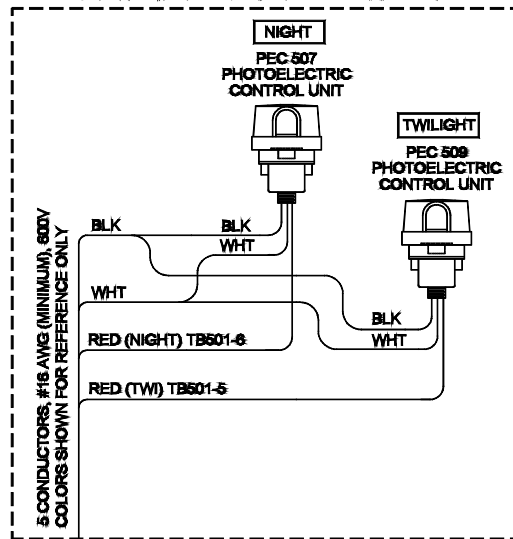 NIGHT
PEC 507
PHOTOELECTRIC
CONTROL UNIT
TWILIGHT
PEC 509
PHOTOELECTRIC
CONTROL UNIT
BLK
BLK
WHT
WHT
BLK
RED (NIGHT) TB501-6
WHT
RED (TWI) TB501-5
5 CONDUCTORS, #16 AWG (MINIMUM), 600V
COLORS SHOWN FOR REFERENCE ONLY